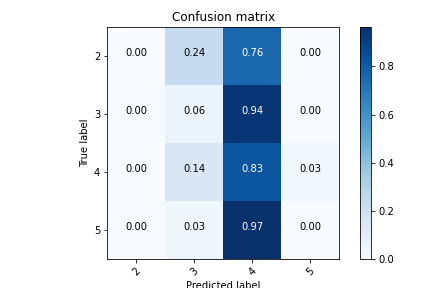 Confusion matrix
2 0.00 0.24 0.76 0.00
3 0.00 0.06 0.94 0.00
4 0.00 0.14 0.83 0.03
5 0.00 0.03 0.97 0.00
2 3 4 5
True label
Predicted label
0.8
0.6
0.4
0.2
0.0